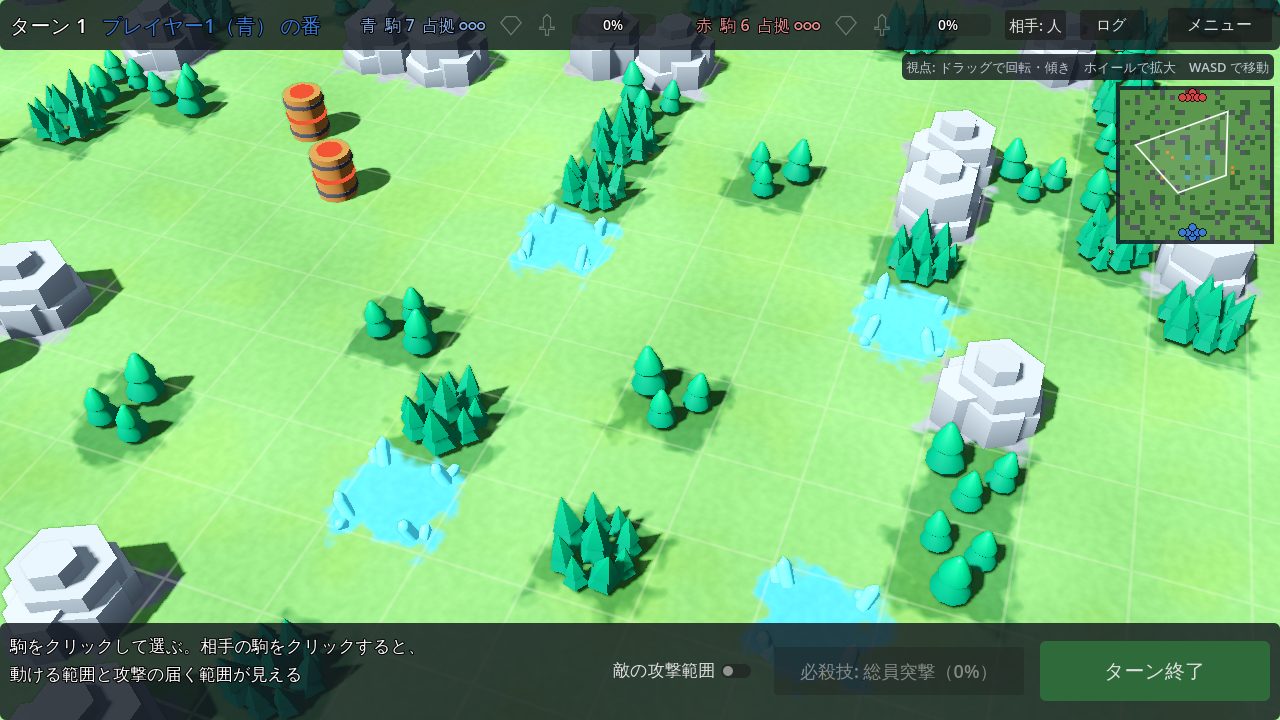 ターン 1 プレイヤー1（青） の番 青 駒 7 占拠 0% 赤 駒 6 占拠 0% 相手: 人 ログ メニュー
視点: ドラッグで回転・傾き ホイールで拡大 WASD で移動
駒をクリックして選ぶ。相手の駒をクリックすると、
動ける範囲と攻撃の届く範囲が見える
敵の攻撃範囲
必殺技: 総員突撃（0%）
ターン終了